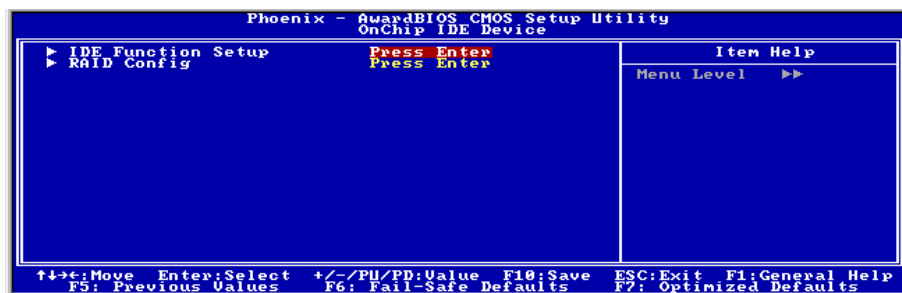 Phoenix - AwardBIOS CMOS Setup Utility
OnChip IDE Device
▶ IDE Function Setup Press Enter
▶ RAID Config Press Enter
Item Help
Menu Level ▶▶
↑↓→←:Move Enter:Select +/-/PU/PD:Value F10:Save ESC:Exit F1:General Help
F5: Previous Values F6: Fail-Safe Defaults F7: Optimized Defaults